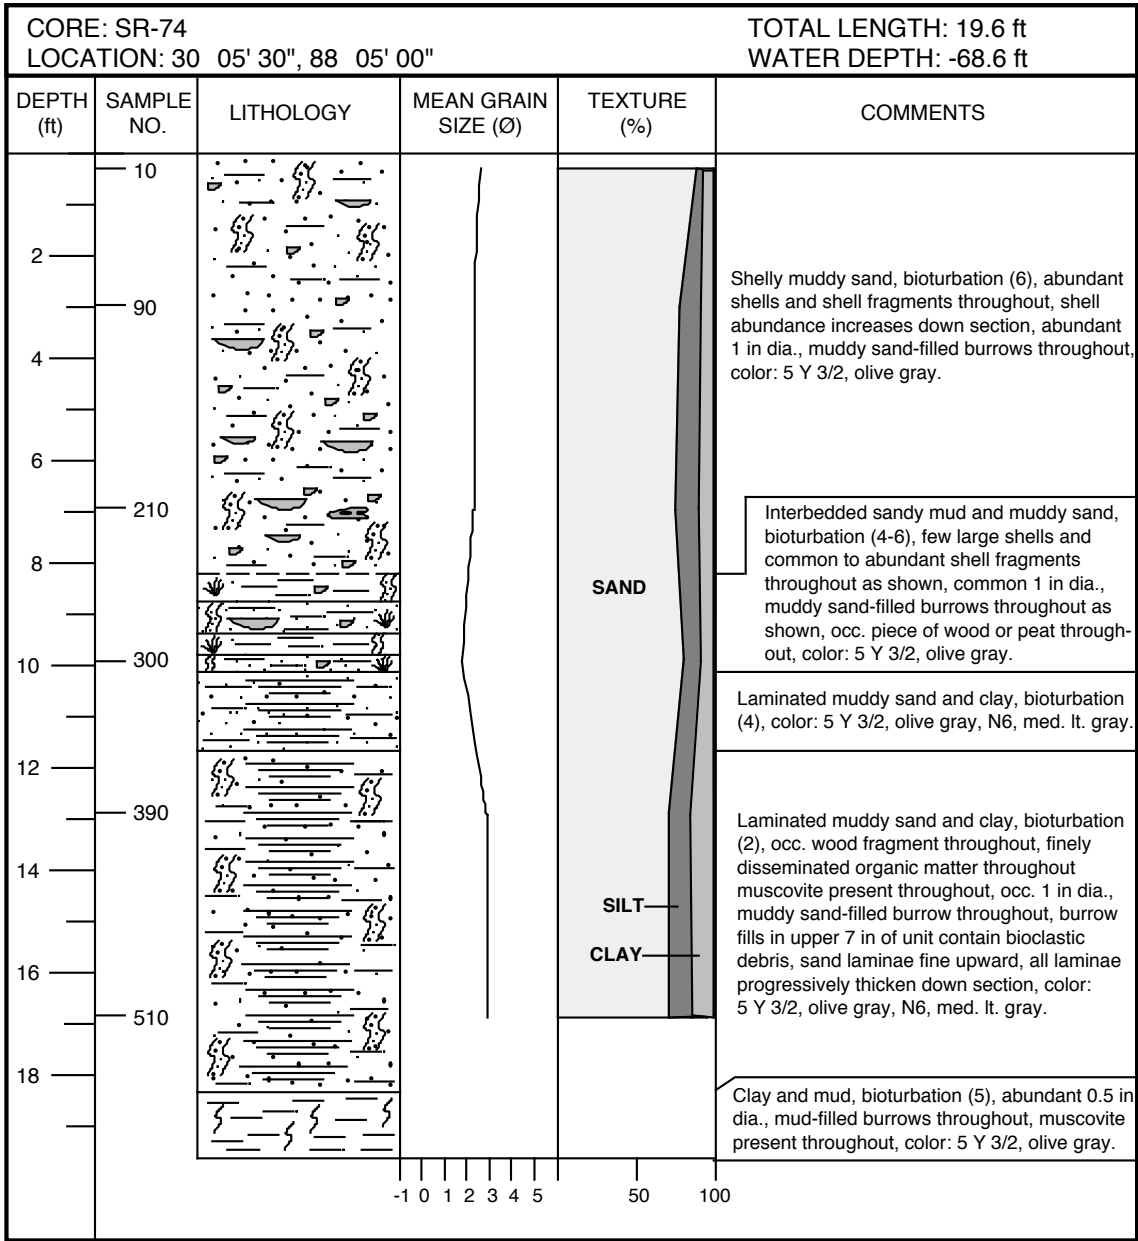 CORE: SR-74
LOCATION: 30 05' 30", 88 05' 00"
TOTAL LENGTH: 19.6 ft
WATER DEPTH: -68.6 ft
DEPTH
(ft)
SAMPLE
NO.
LITHOLOGY
MEAN GRAIN
SIZE (Ø)
TEXTURE
(%)
COMMENTS
2
4
6
8
10
12
14
16
18
10
90
210
300
390
510
-1 0 1 2 3 4 5
SAND
SILT
CLAY
50 100
Shelly muddy sand, bioturbation (6), abundant
shells and shell fragments throughout, shell
abundance increases down section, abundant
1 in dia., muddy sand-filled burrows throughout,
color: 5 Y 3/2, olive gray.
Interbedded sandy mud and muddy sand,
bioturbation (4-6), few large shells and
common to abundant shell fragments
throughout as shown, common 1 in dia.,
muddy sand-filled burrows throughout as
shown, occ. piece of wood or peat through-
out, color: 5 Y 3/2, olive gray.
Laminated muddy sand and clay, bioturbation
(4), color: 5 Y 3/2, olive gray, N6, med. lt. gray.
Laminated muddy sand and clay, bioturbation
(2), occ. wood fragment throughout, finely
disseminated organic matter throughout
muscovite present throughout, occ. 1 in dia.,
muddy sand-filled burrow throughout, burrow
fills in upper 7 in of unit contain bioclastic
debris, sand laminae fine upward, all laminae
progressively thicken down section, color:
5 Y 3/2, olive gray, N6, med. lt. gray.
Clay and mud, bioturbation (5), abundant 0.5 in
dia., mud-filled burrows throughout, muscovite
present throughout, color: 5 Y 3/2, olive gray.